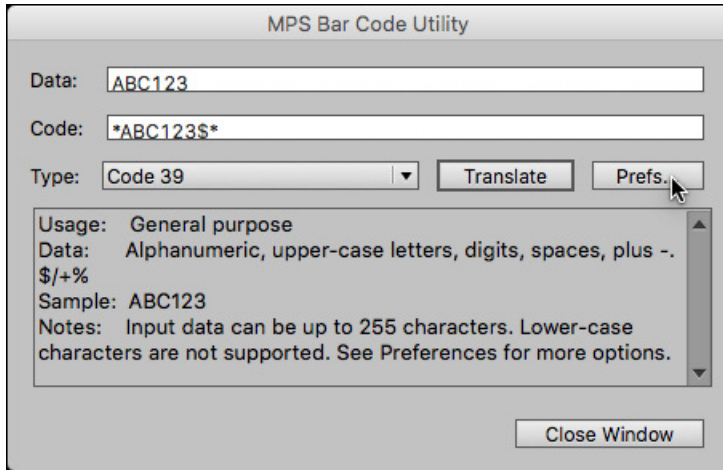 MPS Bar Code Utility
Data: ABC123
Code: *ABC123$*
Type: Code 39 Translate Prefs...
Usage: General purpose
Data: Alphanumeric, upper-case letters, digits, spaces, plus -.
$/+%
Sample: ABC123
Notes: Input data can be up to 255 characters. Lower-case
characters are not supported. See Preferences for more options.
Close Window